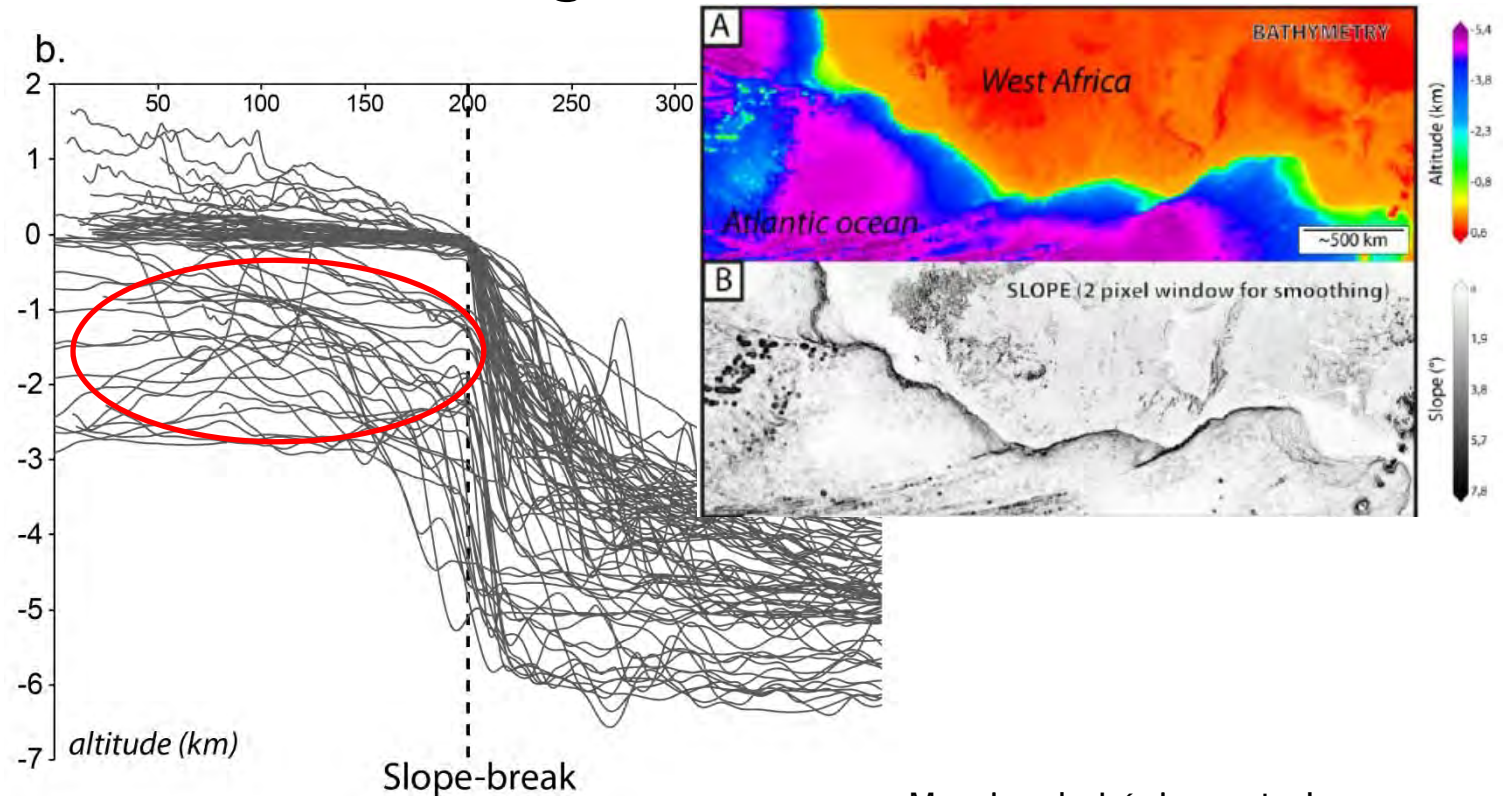 b.
2
50 100 150 200 250 300
1
0
-1
-2
-3
-4
-5
-6
-7
altitude (km)
Slope-break
A
BATHYMETRY
West Africa
Atlantic ocean
~500 km
-5,4
-3,8
-2,3
-0,8
0,6
Altitude (km)
B
SLOPE (2 pixel window for smoothing)
1,9
3,8
5,7
7,8
Slope (°)